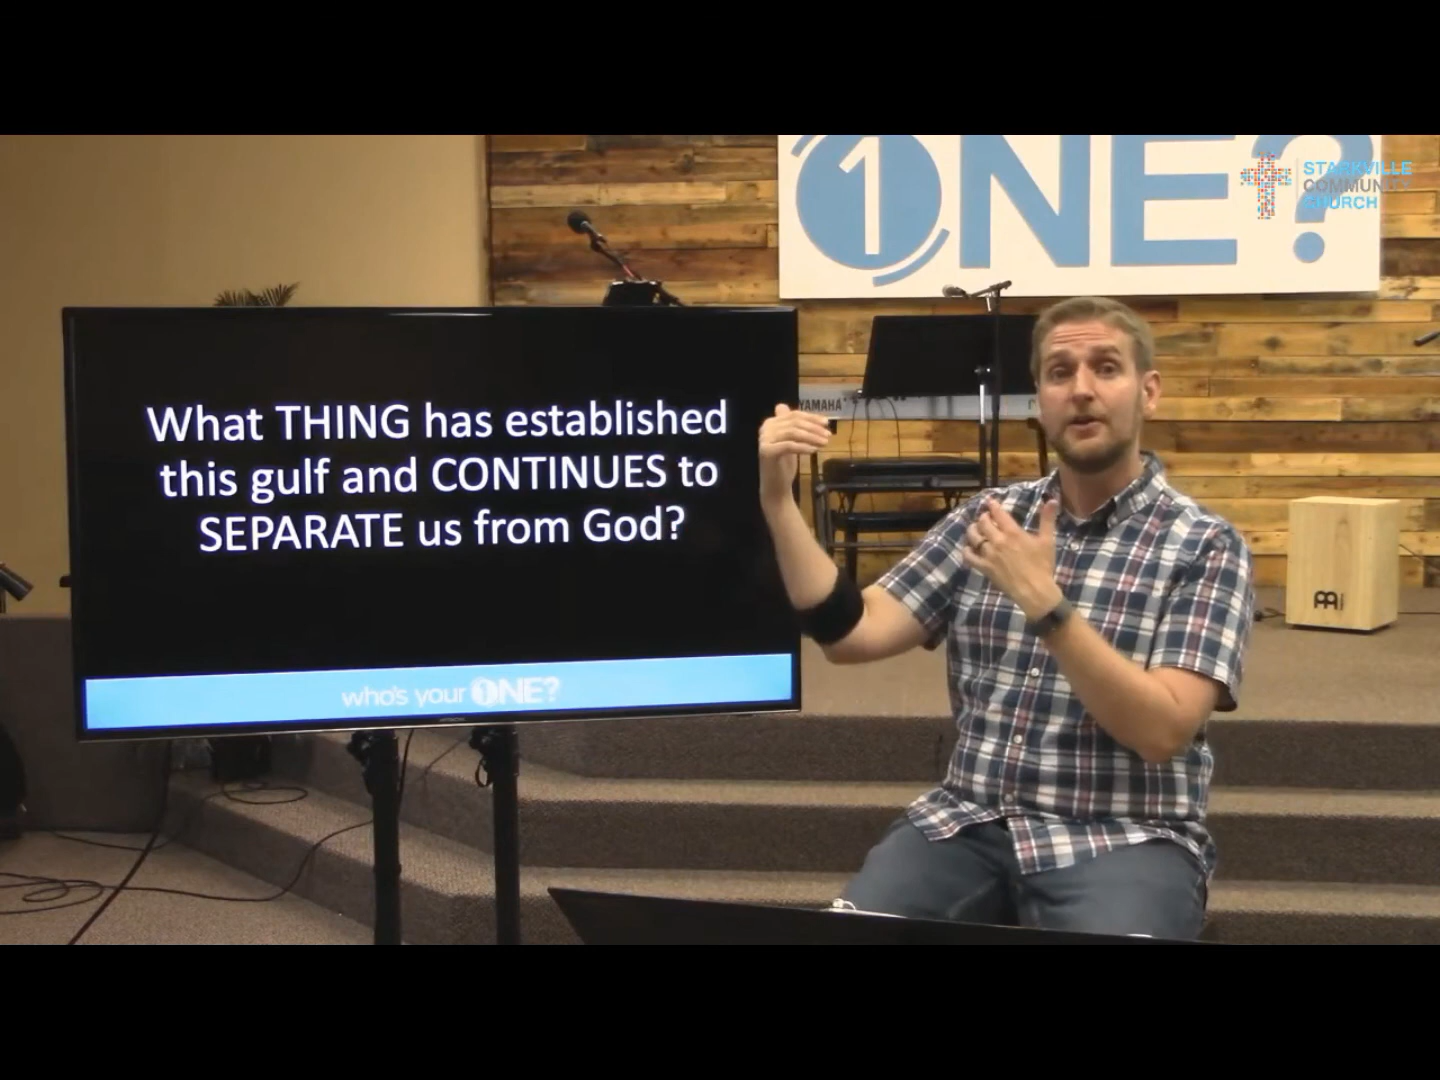 1NE?
STARKVILLE
COMMUNITY
CHURCH
YAMAHA
What THING has established
this gulf and CONTINUES to
SEPARATE us from God?
who's your 1NE?
HITACHI